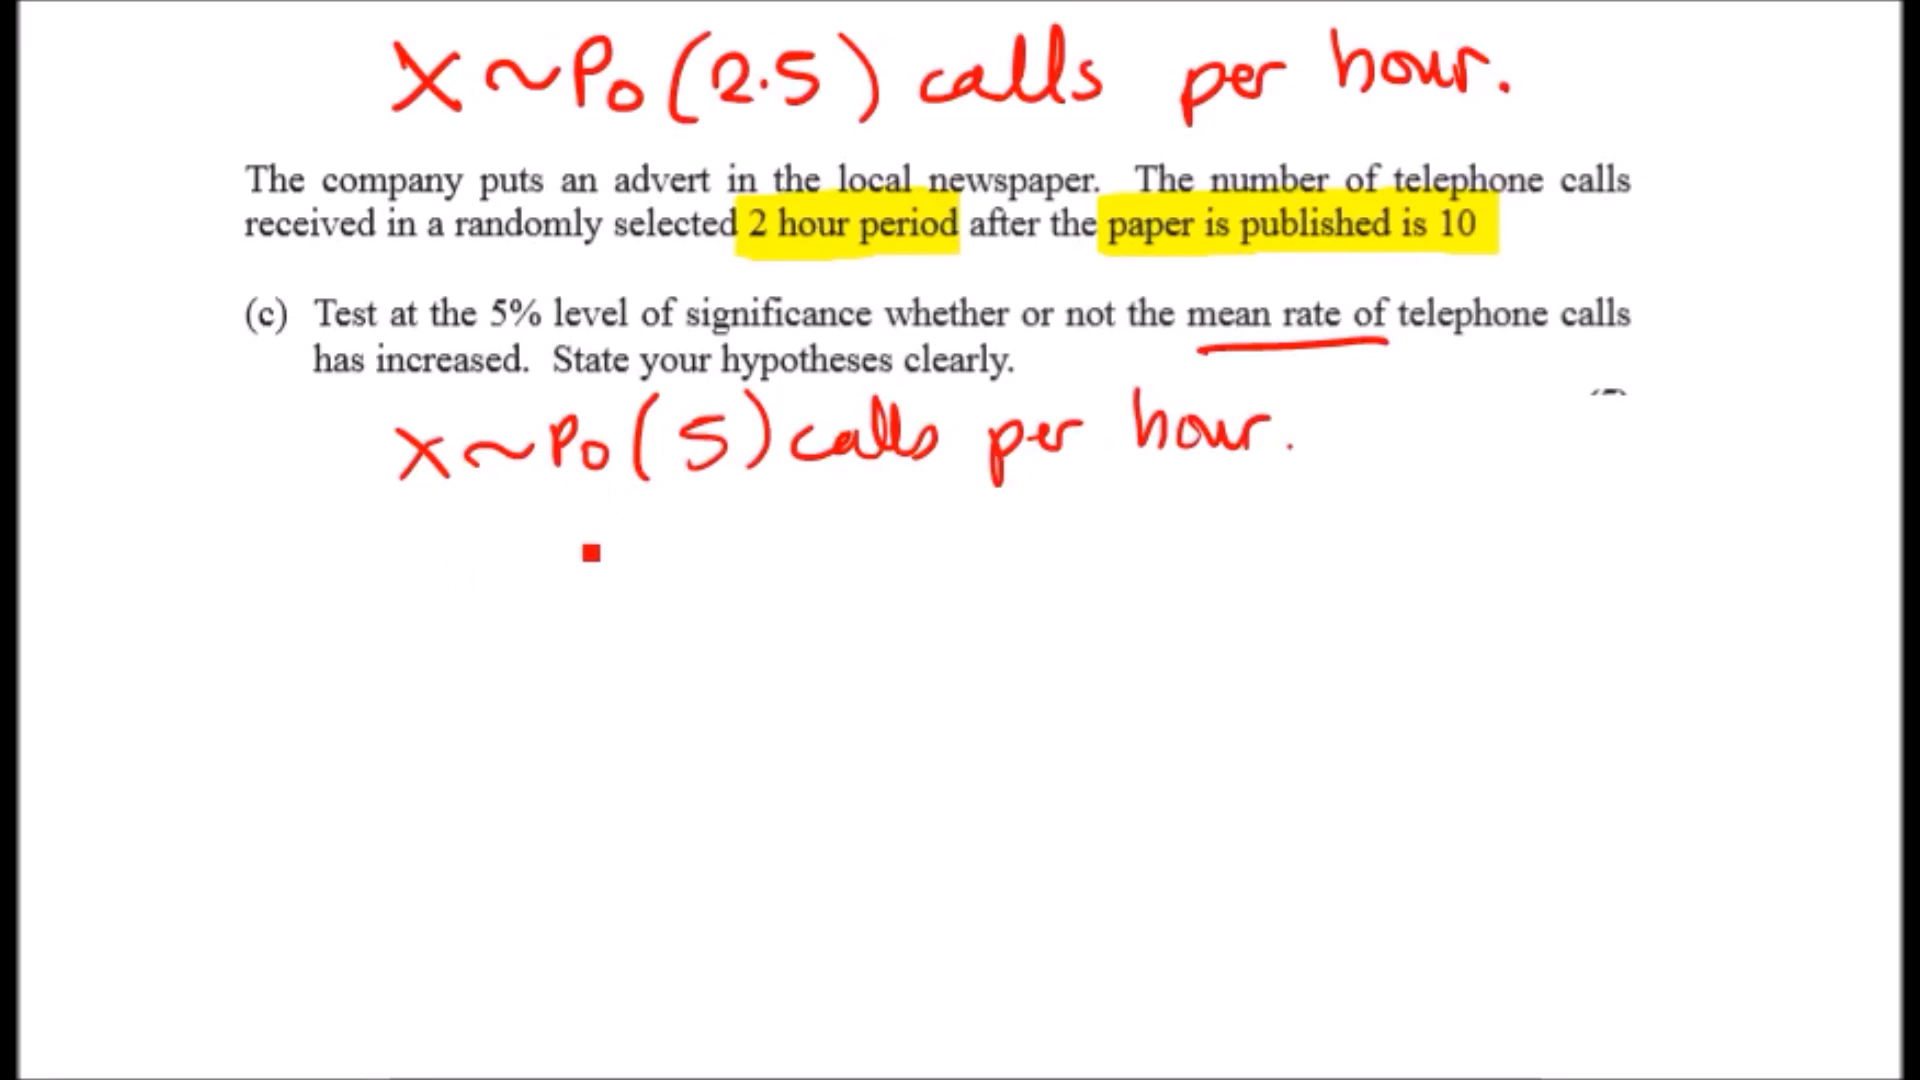 X~Po(2.5) calls per hour.
The company puts an advert in the local newspaper. The number of telephone calls
received in a randomly selected 2 hour period after the paper is published is 10
(c) Test at the 5% level of significance whether or not the mean rate of telephone calls
has increased. State your hypotheses clearly.
X~Po(5) calls per hour.